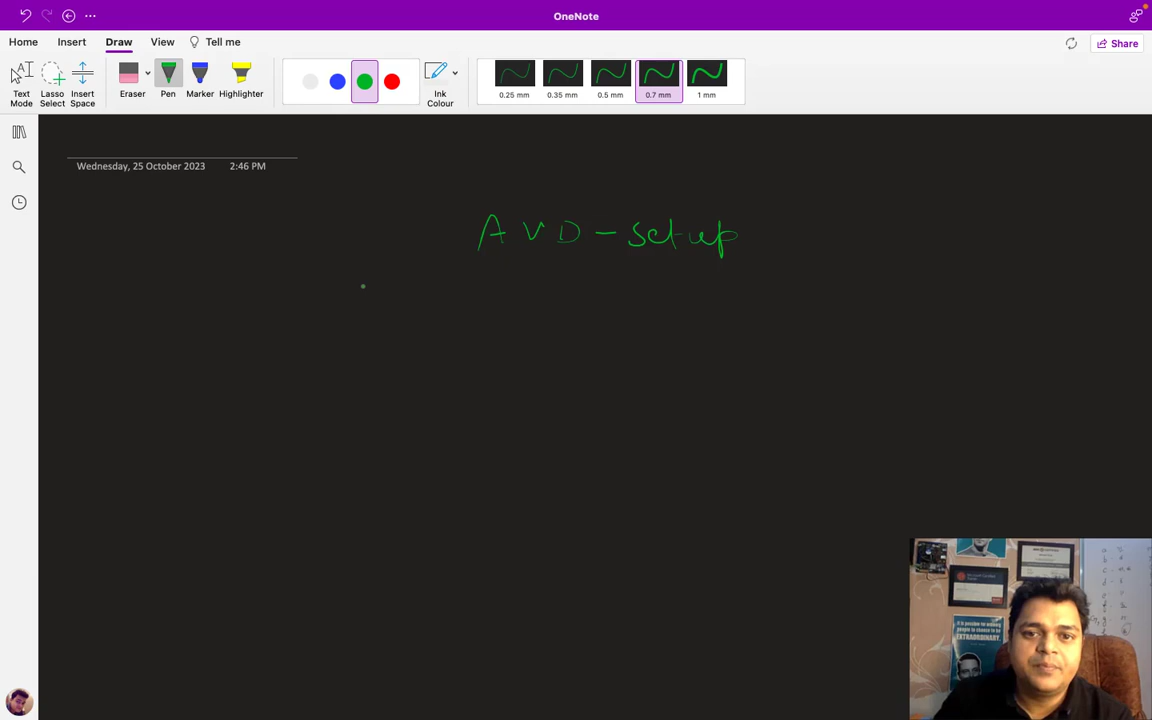 OneNote
Home Insert Draw View Tell me
Share
Text Mode
Lasso Select
Insert Space
Eraser
Pen
Marker
Highlighter
Ink Colour
0.25 mm
0.35 mm
0.5 mm
0.7 mm
1 mm
Wednesday, 25 October 2023 2:46 PM
A V D - Setup
EXTRAORDINARY.